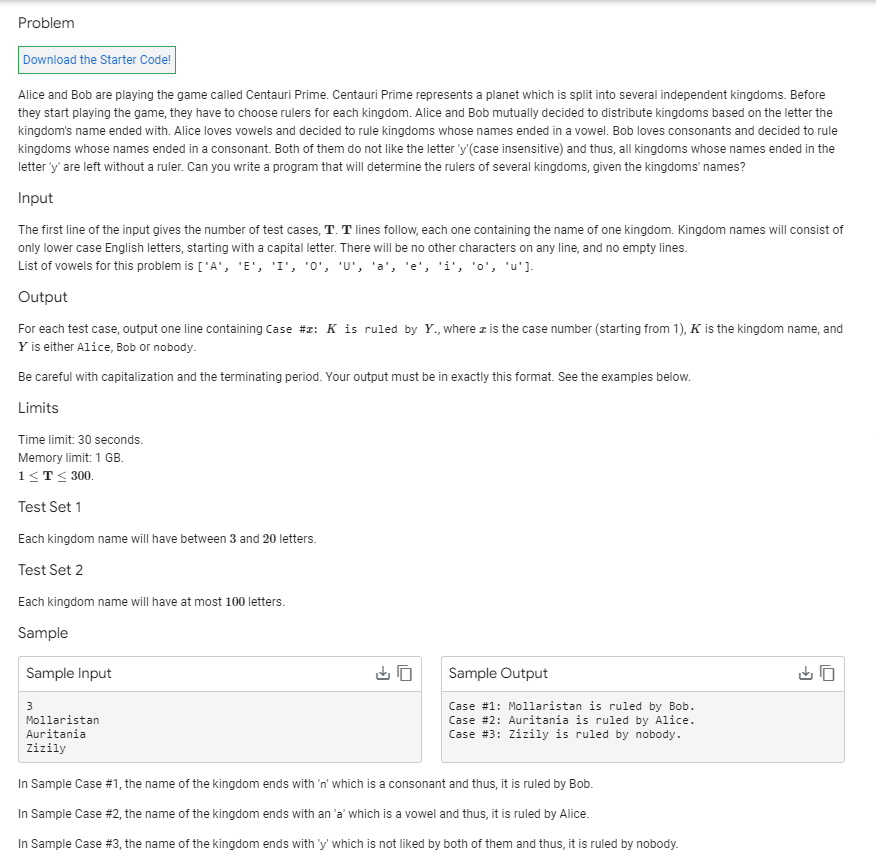 Problem
Download the Starter Code!
Alice and Bob are playing the game called Centauri Prime. Centauri Prime represents a planet which is split into several independent kingdoms. Before
they start playing the game, they have to choose rulers for each kingdom. Alice and Bob mutually decided to distribute kingdoms based on the letter the
kingdom's name ended with. Alice loves vowels and decided to rule kingdoms whose names ended in a vowel. Bob loves consonants and decided to rule
kingdoms whose names ended in a consonant. Both of them do not like the letter 'y'(case insensitive) and thus, all kingdoms whose names ended in the
letter 'y' are left without a ruler. Can you write a program that will determine the rulers of several kingdoms, given the kingdoms' names?
Input
The first line of the input gives the number of test cases, T. T lines follow, each one containing the name of one kingdom. Kingdom names will consist of
only lower case English letters, starting with a capital letter. There will be no other characters on any line, and no empty lines.
List of vowels for this problem is ['A', 'E', 'I', 'O', 'U', 'a', 'e', 'i', 'o', 'u'].
Output
For each test case, output one line containing Case #x: K is ruled by Y., where x is the case number (starting from 1), K is the kingdom name, and
Y is either Alice, Bob or nobody.
Be careful with capitalization and the terminating period. Your output must be in exactly this format. See the examples below.
Limits
Time limit: 30 seconds.
Memory limit: 1 GB.
1 ≤ T ≤ 300.
Test Set 1
Each kingdom name will have between 3 and 20 letters.
Test Set 2
Each kingdom name will have at most 100 letters.
Sample
Sample Input
3
Mollaristan
Auritania
Zizily
Sample Output
Case #1: Mollaristan is ruled by Bob.
Case #2: Auritania is ruled by Alice.
Case #3: Zizily is ruled by nobody.
In Sample Case #1, the name of the kingdom ends with 'n' which is a consonant and thus, it is ruled by Bob.
In Sample Case #2, the name of the kingdom ends with an 'a' which is a vowel and thus, it is ruled by Alice.
In Sample Case #3, the name of the kingdom ends with 'y' which is not liked by both of them and thus, it is ruled by nobody.